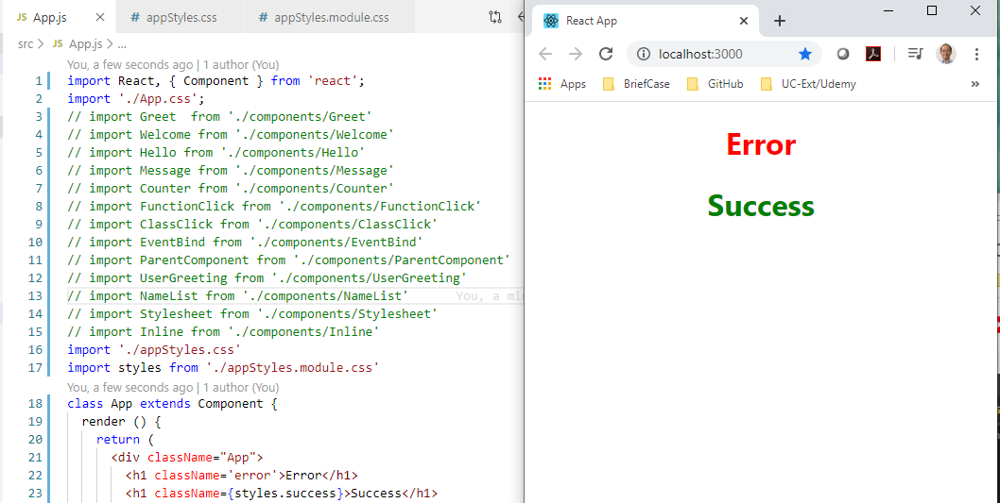 JS App.js × # appStyles.css # appStyles.module.css
src > JS App.js > ...
You, a few seconds ago | 1 author (You)
1 import React, { Component } from 'react';
2 import './App.css';
3 // import Greet  from './components/Greet'
4 // import Welcome from './components/Welcome'
5 // import Hello from './components/Hello'
6 // import Message from './components/Message'
7 // import Counter from './components/Counter'
8 // import FunctionClick from './components/FunctionClick'
9 // import ClassClick from './components/ClassClick'
10 // import EventBind from './components/EventBind'
11 // import ParentComponent from './components/ParentComponent'
12 // import UserGreeting from './components/UserGreeting'
13 // import NameList from './components/NameList' You, a min
14 // import Stylesheet from './components/Stylesheet'
15 // import Inline from './components/Inline'
16 import './appStyles.css'
17 import styles from './appStyles.module.css'
You, a few seconds ago | 1 author (You)
18 class App extends Component {
19 render () {
20 return (
21 <div className="App">
22 <h1 className='error'>Error</h1>
23 <h1 className={styles.success}>Success</h1>
React App
localhost:3000
Apps BriefCase GitHub UC-Ext/Udemy »
Error
Success